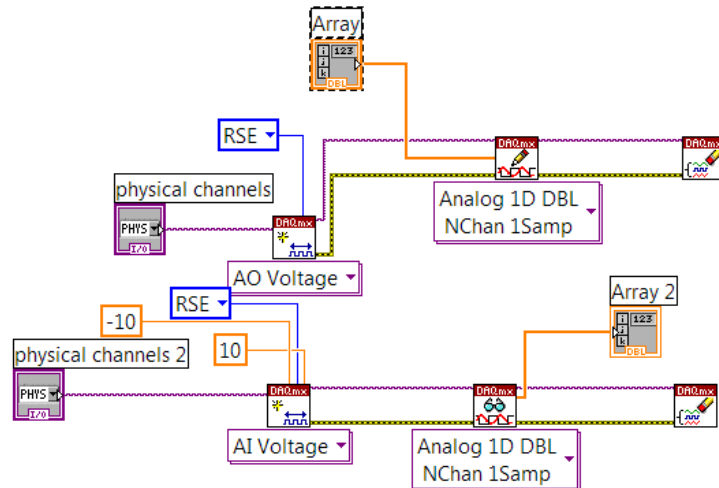 Array
i
j
k
123
DBL
RSE
DAQmx
DAQmx
physical channels
PHYS
I/O
DAQmx
Analog 1D DBL
NChan 1Samp
AO Voltage
Array 2
RSE
-10
i
j
k
123
DBL
10
physical channels 2
PHYS
I/O
DAQmx
DAQmx
DAQmx
AI Voltage
Analog 1D DBL
NChan 1Samp